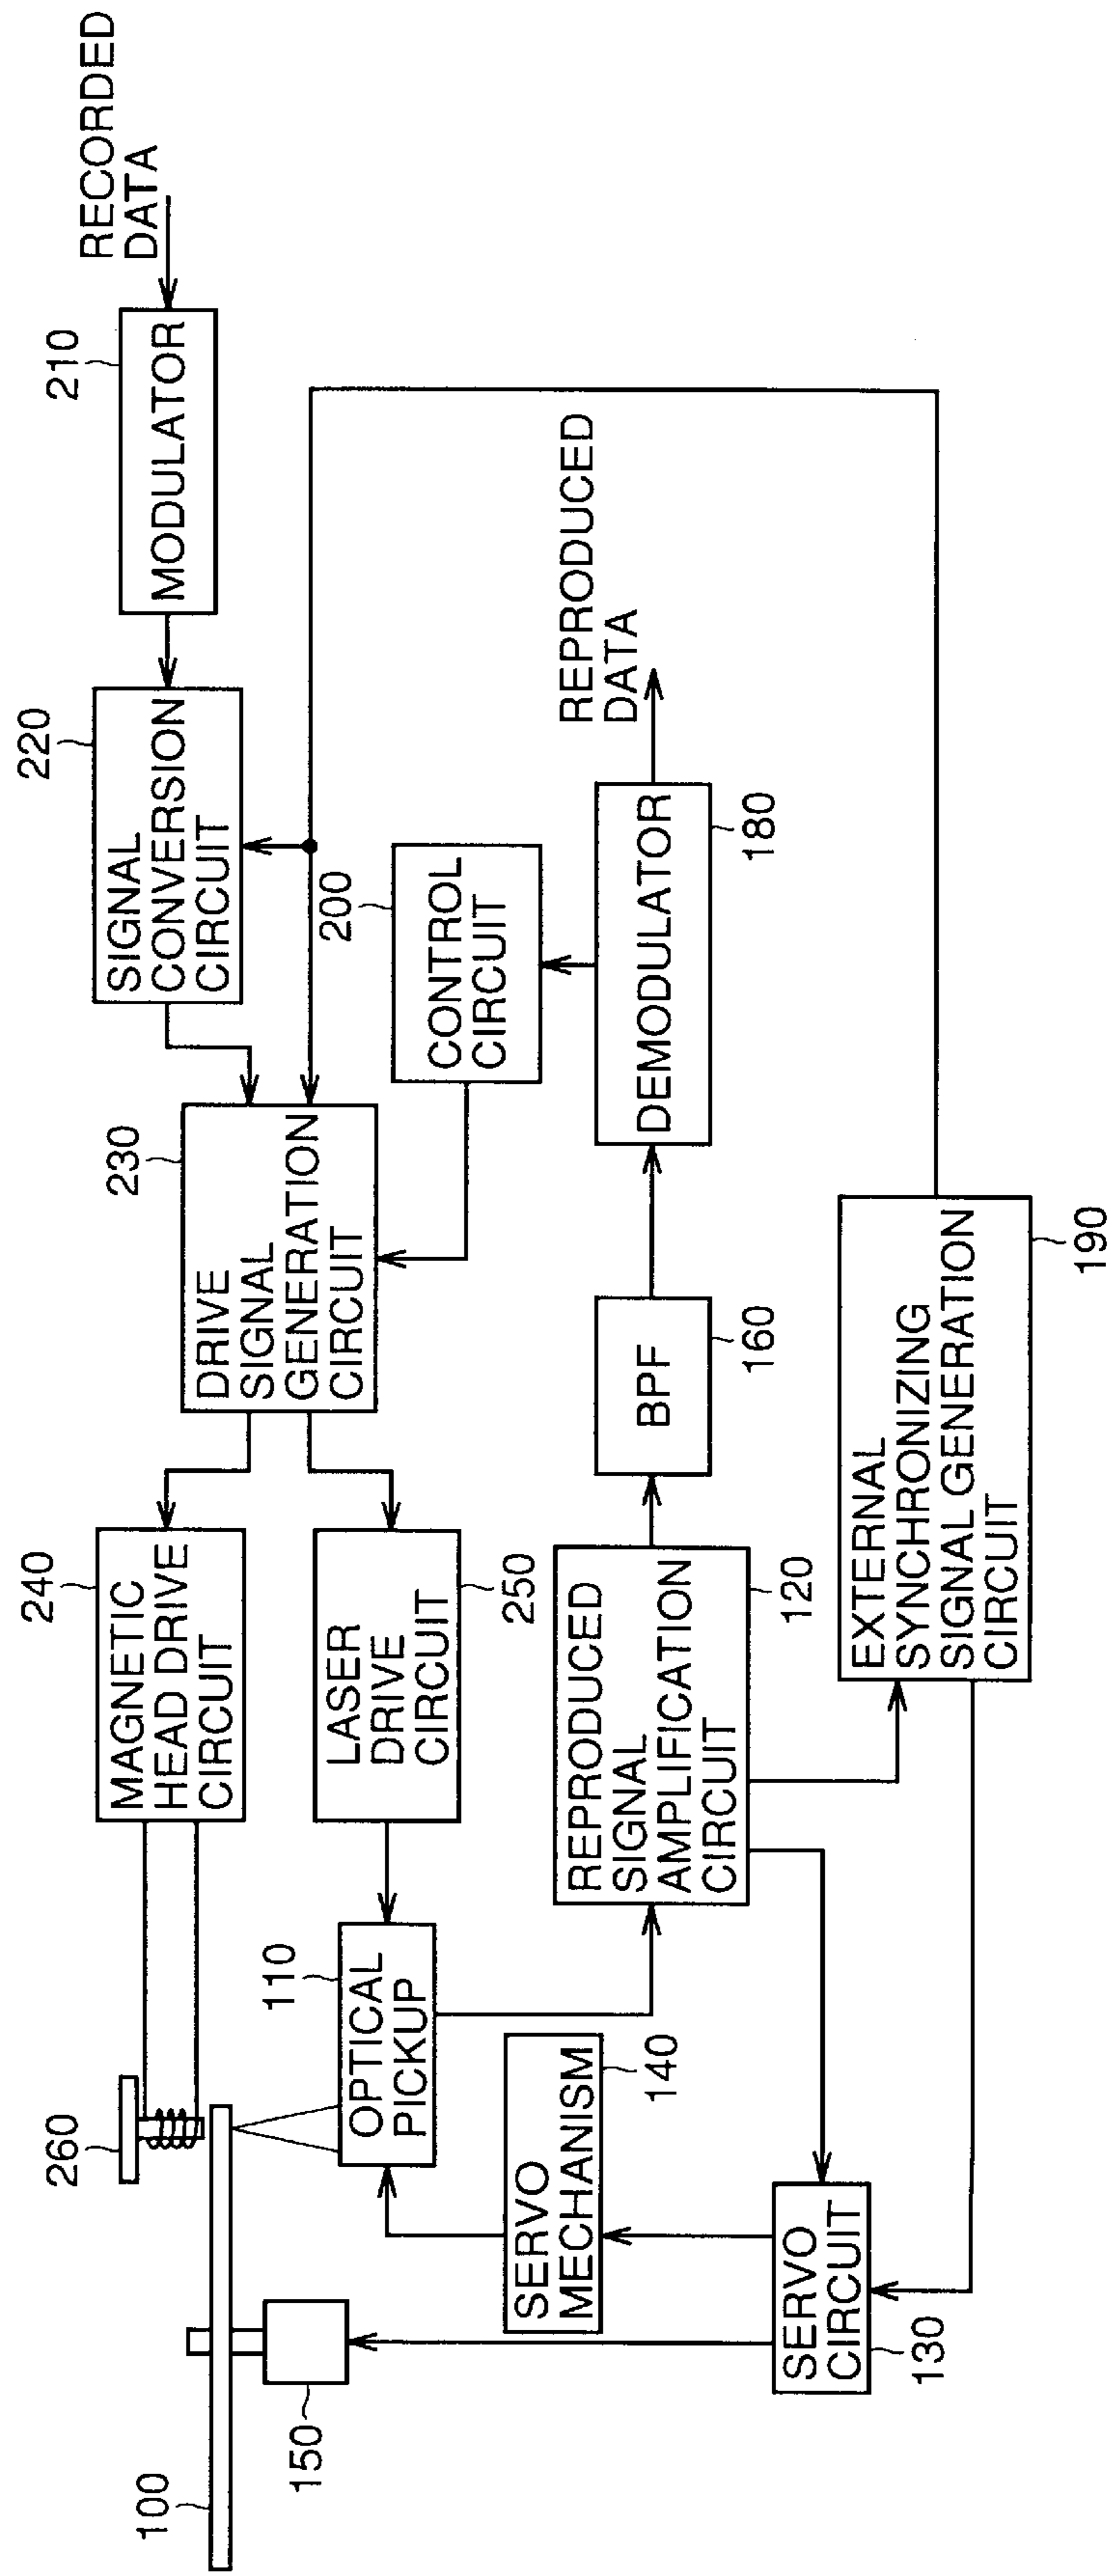 100
150
260
240
MAGNETIC
HEAD DRIVE
CIRCUIT
230
DRIVE
SIGNAL
GENERATION
CIRCUIT
220
SIGNAL
CONVERSION
CIRCUIT
210
MODULATOR
RECORDED
DATA
110
OPTICAL
PICKUP
LASER
DRIVE
CIRCUIT
250
200
CONTROL
CIRCUIT
SERVO
MECHANISM
140
REPRODUCED
SIGNAL
AMPLIFICATION
CIRCUIT
120
BPF
160
DEMODULATOR
180
REPRODUCED
DATA
SERVO
CIRCUIT
130
EXTERNAL
SYNCHRONIZING
SIGNAL GENERATION
CIRCUIT
190